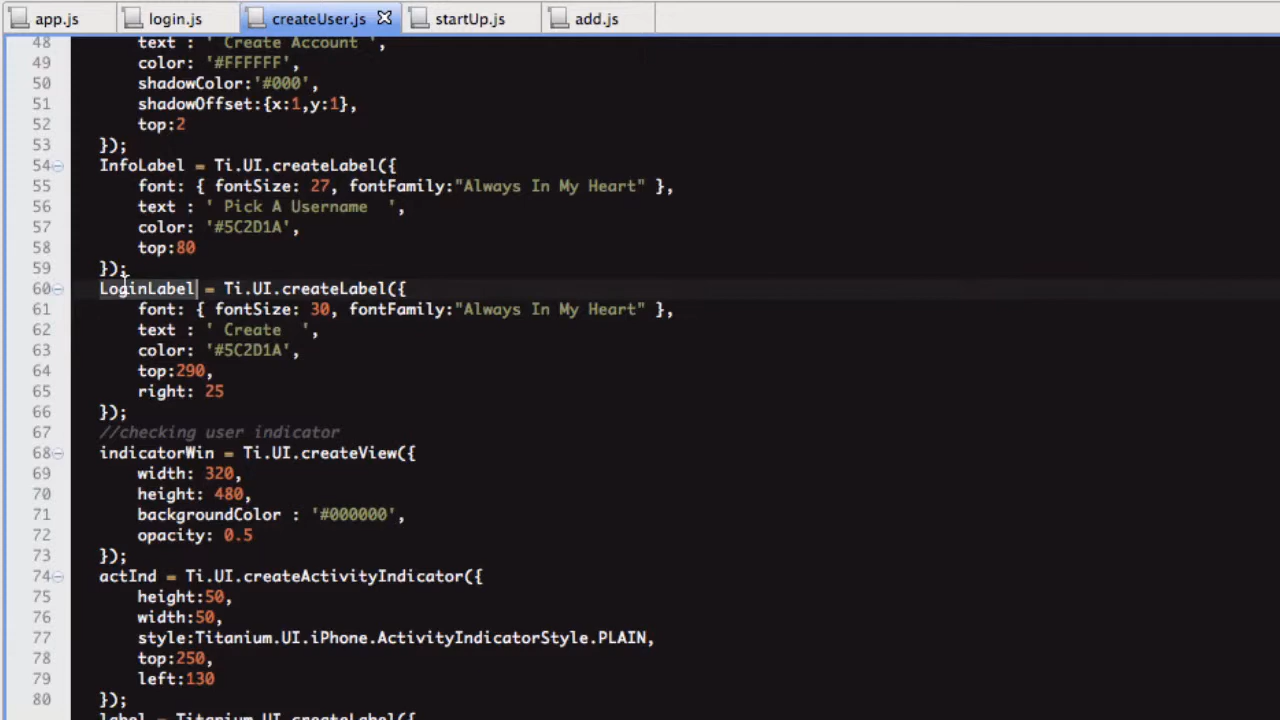 app.js login.js createUser.js startUp.js add.js
48 text : ' Create Account ',
49 color: '#FFFFFF',
50 shadowColor:'#000',
51 shadowOffset:{x:1,y:1},
52 top:2
53 });
54 InfoLabel = Ti.UI.createLabel({
55 font: { fontSize: 27, fontFamily:"Always In My Heart" },
56 text : ' Pick A Username  ',
57 color: '#5C2D1A',
58 top:80
59 });
60 LoginLabel = Ti.UI.createLabel({
61 font: { fontSize: 30, fontFamily:"Always In My Heart" },
62 text : ' Create  ',
63 color: '#5C2D1A',
64 top:290,
65 right: 25
66 });
67 //checking user indicator
68 indicatorWin = Ti.UI.createView({
69 width: 320,
70 height: 480,
71 backgroundColor : '#000000',
72 opacity: 0.5
73 });
74 actInd = Ti.UI.createActivityIndicator({
75 height:50,
76 width:50,
77 style:Titanium.UI.iPhone.ActivityIndicatorStyle.PLAIN,
78 top:250,
79 left:130
80 });
label = Titanium.UI.createLabel({